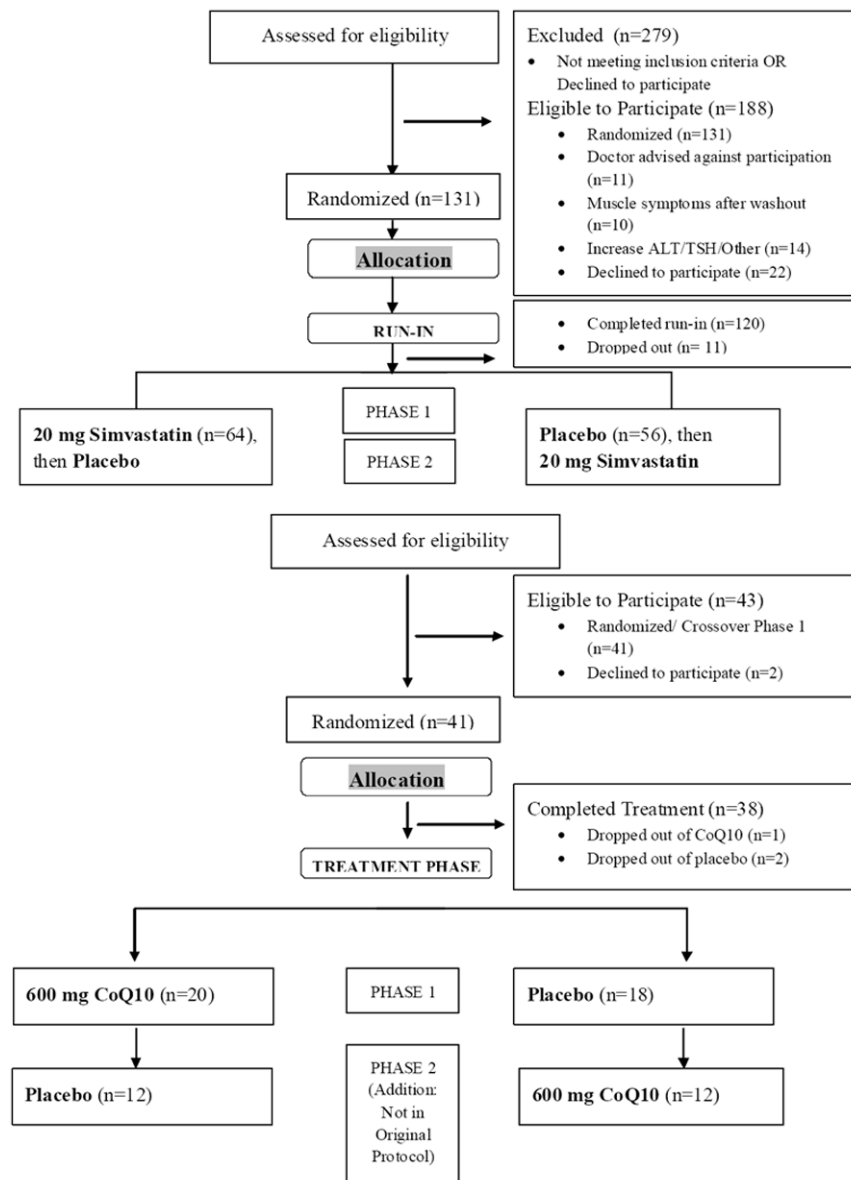 Assessed for eligibility
Excluded (n=279)
• Not meeting inclusion criteria OR
Declined to participate
Eligible to Participate (n=188)
• Randomized (n=131)
• Doctor advised against participation
(n=11)
• Muscle symptoms after washout
(n=10)
• Increase ALT/TSH/Other (n=14)
• Declined to participate (n=22)
Randomized (n=131)
Allocation
RUN-IN
• Completed run-in (n=120)
• Dropped out (n= 11)
20 mg Simvastatin (n=64),
then Placebo
PHASE 1
PHASE 2
Placebo (n=56), then
20 mg Simvastatin
Assessed for eligibility
Eligible to Participate (n=43)
• Randomized/ Crossover Phase 1
(n=41)
• Declined to participate (n=2)
Randomized (n=41)
Allocation
Completed Treatment (n=38)
• Dropped out of CoQ10 (n=1)
• Dropped out of placebo (n=2)
TREATMENT PHASE
600 mg CoQ10 (n=20)
PHASE 1
Placebo (n=18)
Placebo (n=12)
PHASE 2
(Addition:
Not in
Original
Protocol)
600 mg CoQ10 (n=12)